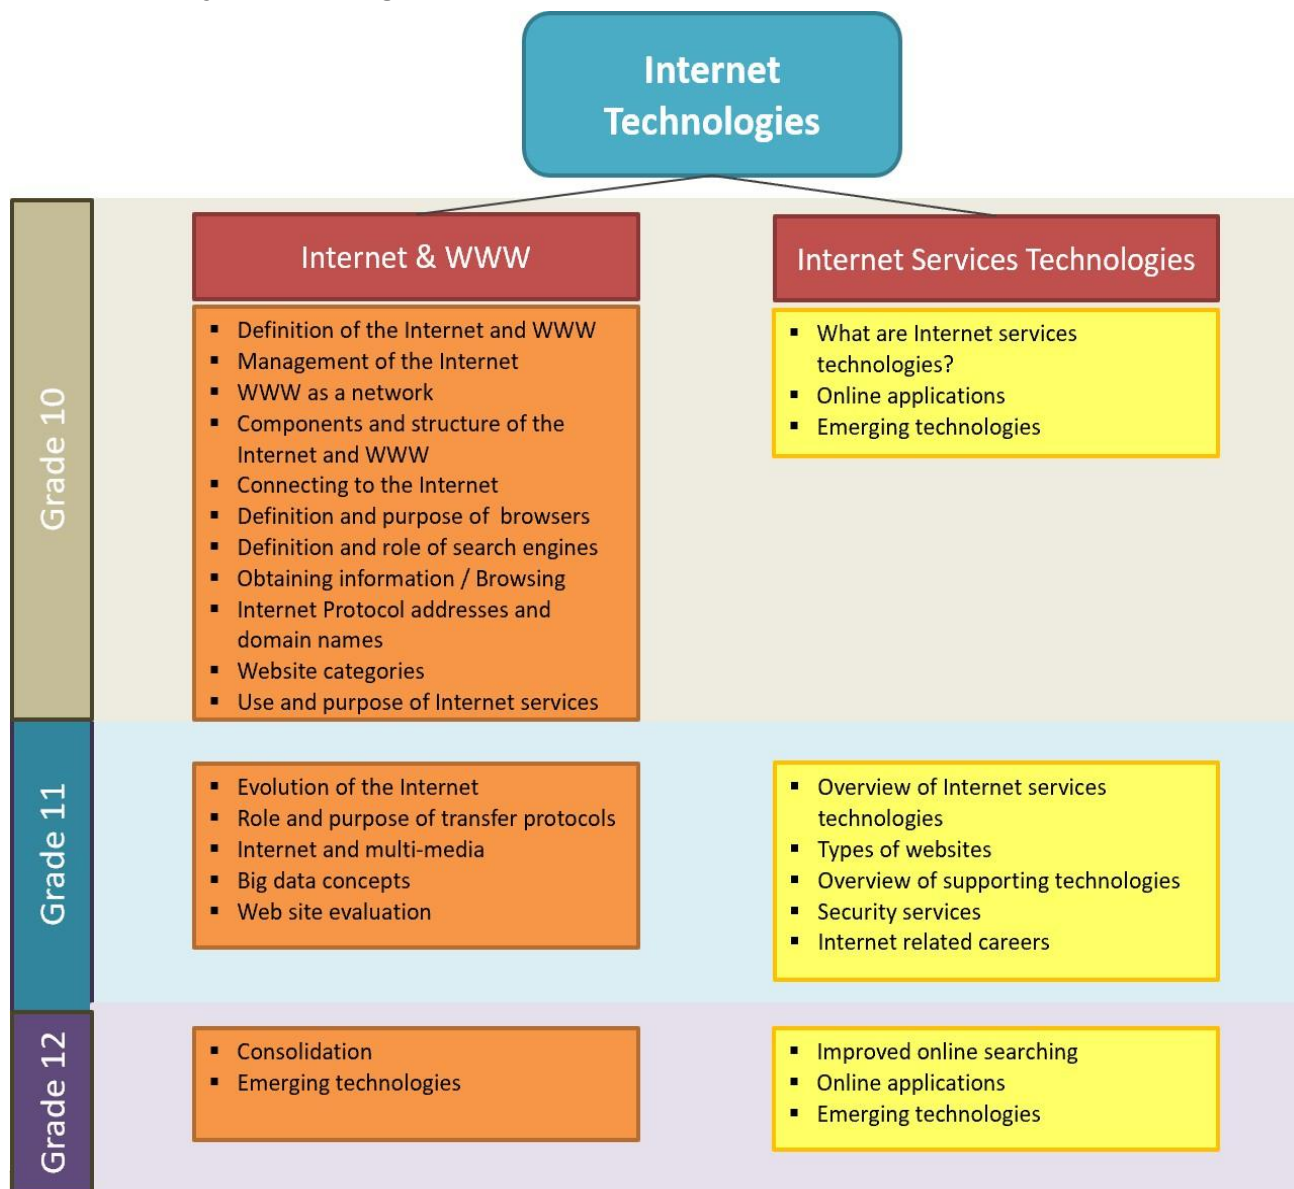 Internet
Technologies
Internet & WWW
Internet Services Technologies
Grade 10
▪ Definition of the Internet and WWW
▪ Management of the Internet
▪ WWW as a network
▪ Components and structure of the
Internet and WWW
▪ Connecting to the Internet
▪ Definition and purpose of browsers
▪ Definition and role of search engines
▪ Obtaining information / Browsing
▪ Internet Protocol addresses and
domain names
▪ Website categories
▪ Use and purpose of Internet services
▪ What are Internet services
technologies?
▪ Online applications
▪ Emerging technologies
Grade 11
▪ Evolution of the Internet
▪ Role and purpose of transfer protocols
▪ Internet and multi-media
▪ Big data concepts
▪ Web site evaluation
▪ Overview of Internet services
technologies
▪ Types of websites
▪ Overview of supporting technologies
▪ Security services
▪ Internet related careers
Grade 12
▪ Consolidation
▪ Emerging technologies
▪ Improved online searching
▪ Online applications
▪ Emerging technologies